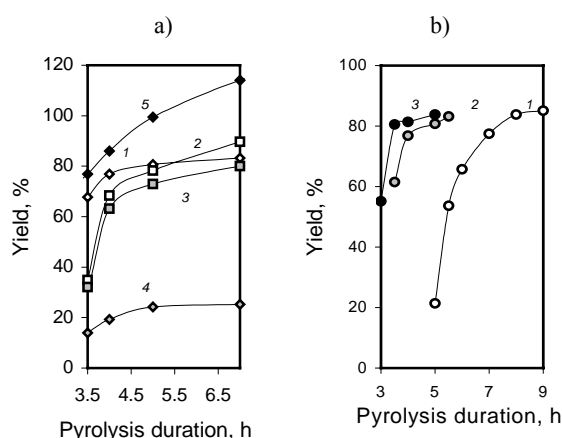 a)
120
100
80
60
40
20
0
Yield, %
5
1
2
3
4
3.5 4.5 5.5 6.5
Pyrolysis duration, h
b)
100
80
60
40
20
0
Yield, %
3 2 1
3 5 7 9
Pyrolysis duration, h